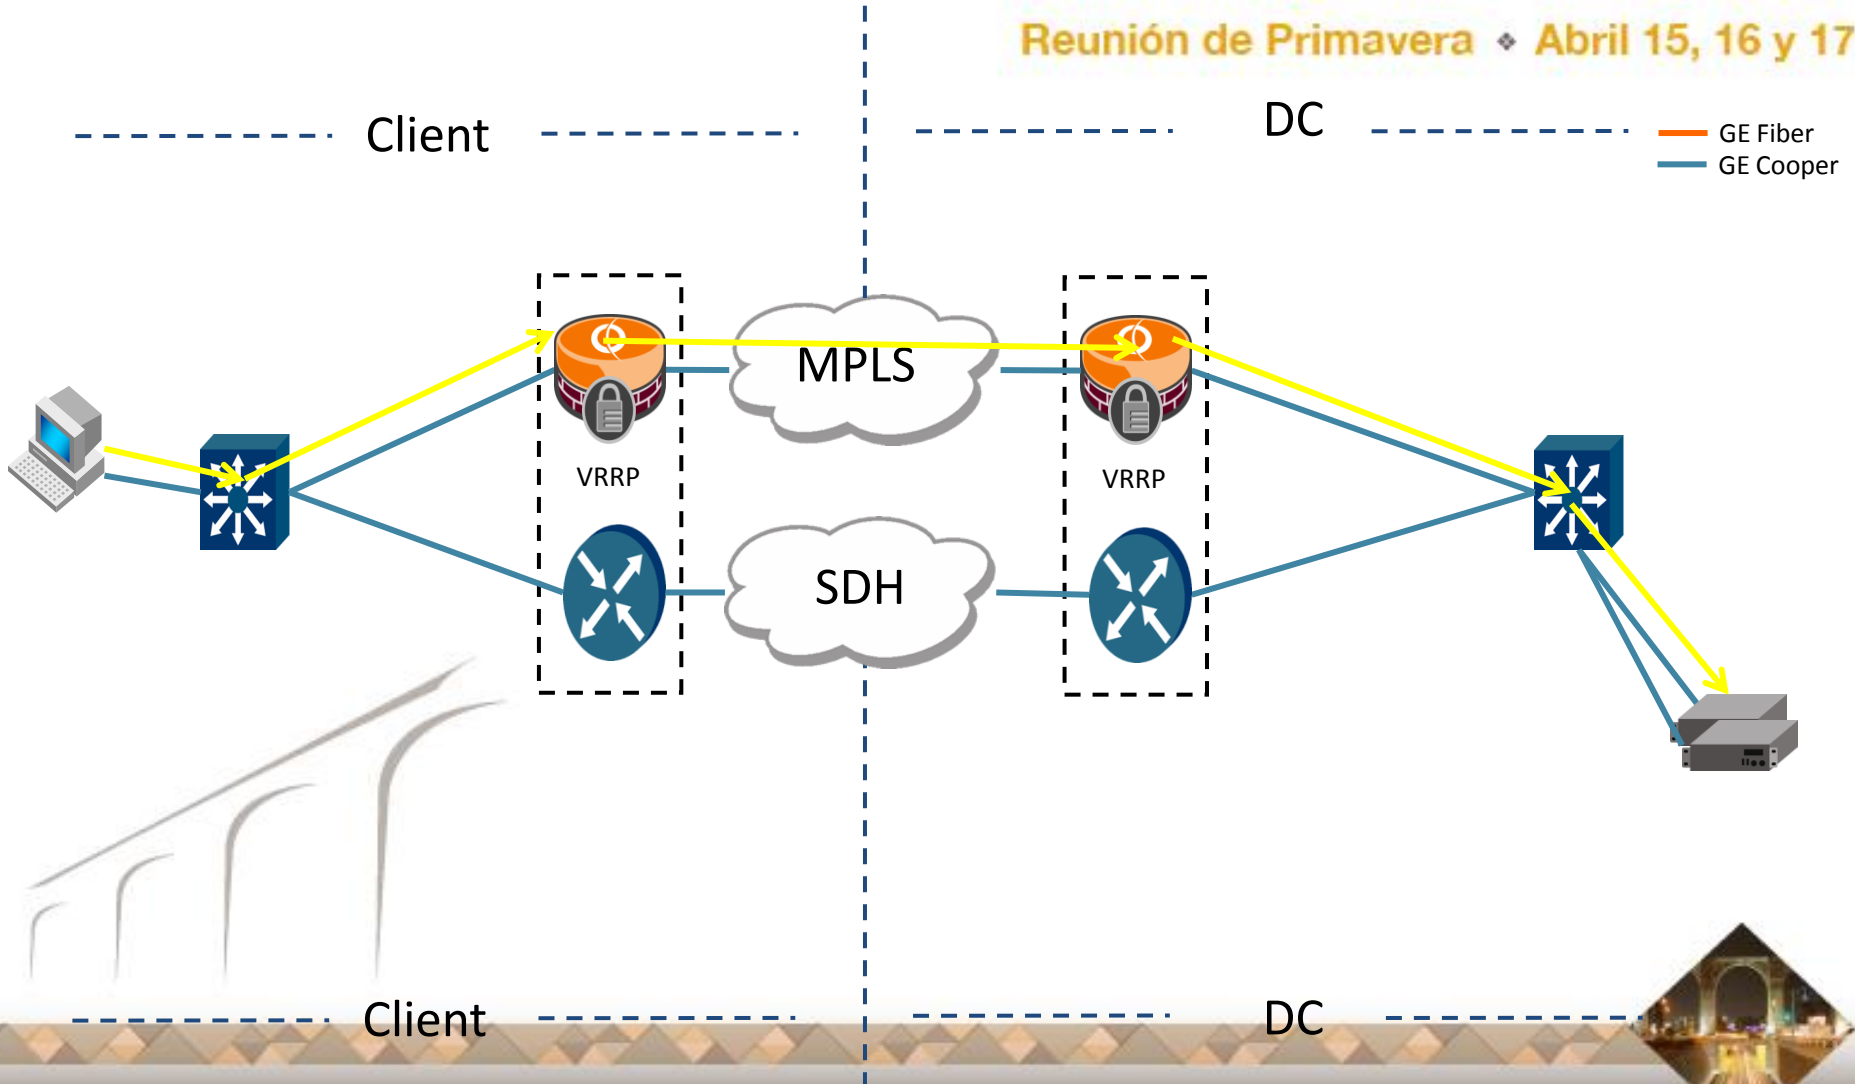 Reunión de Primavera ❖ Abril 15, 16 y 17
Client
DC
GE Fiber
GE Cooper
MPLS
VRRP
VRRP
SDH
Client
DC